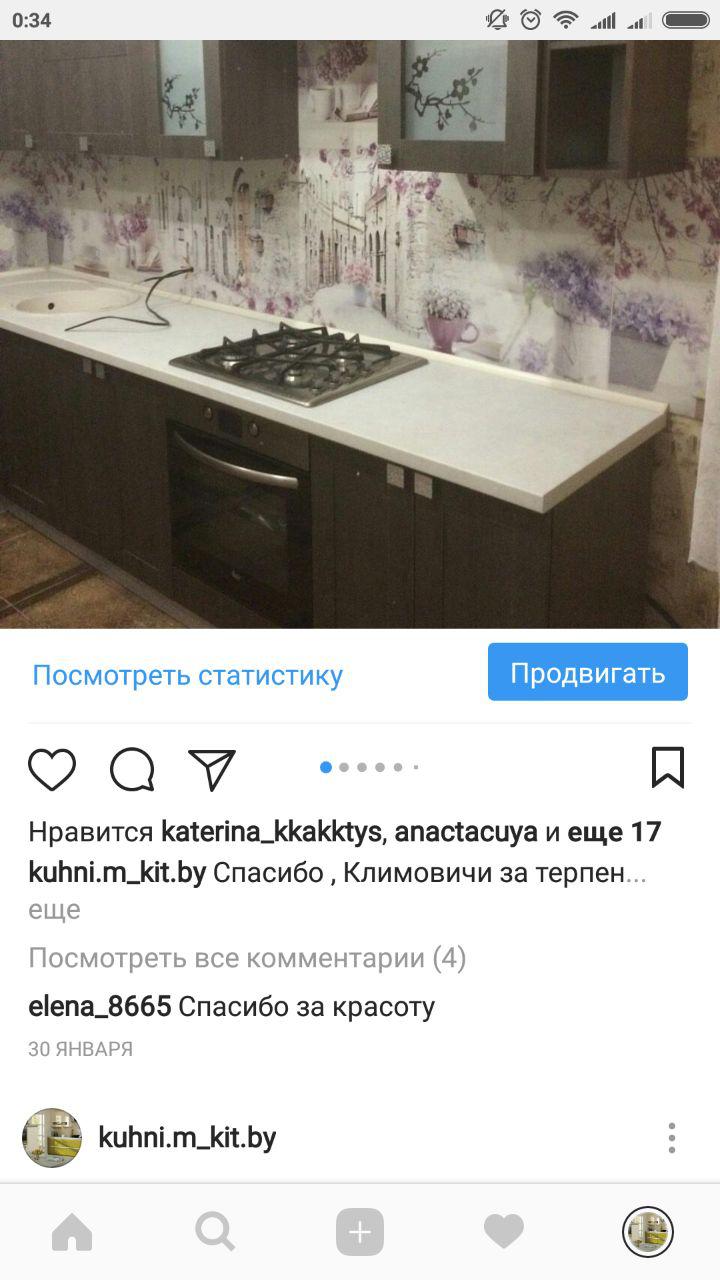 0:34
Посмотреть статистику
Продвигать
Нравится katerina_kkakktys, anactacuya и еще 17
kuhni.m_kit.by Спасибо , Климовичи за терпен...
еще
Посмотреть все комментарии (4)
elena_8665 Спасибо за красоту
30 ЯНВАРЯ
kuhni.m_kit.by